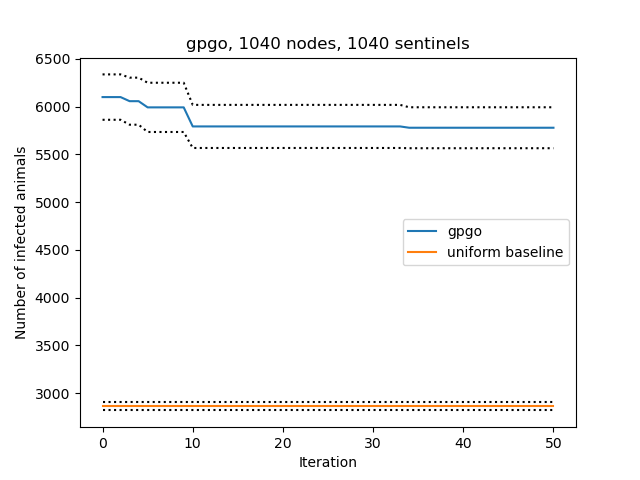 gpgo, 1040 nodes, 1040 sentinels
6500
6000
5500
5000
4500
4000
3500
3000
Number of infected animals
gpgo
uniform baseline
0 10 20 30 40 50
Iteration